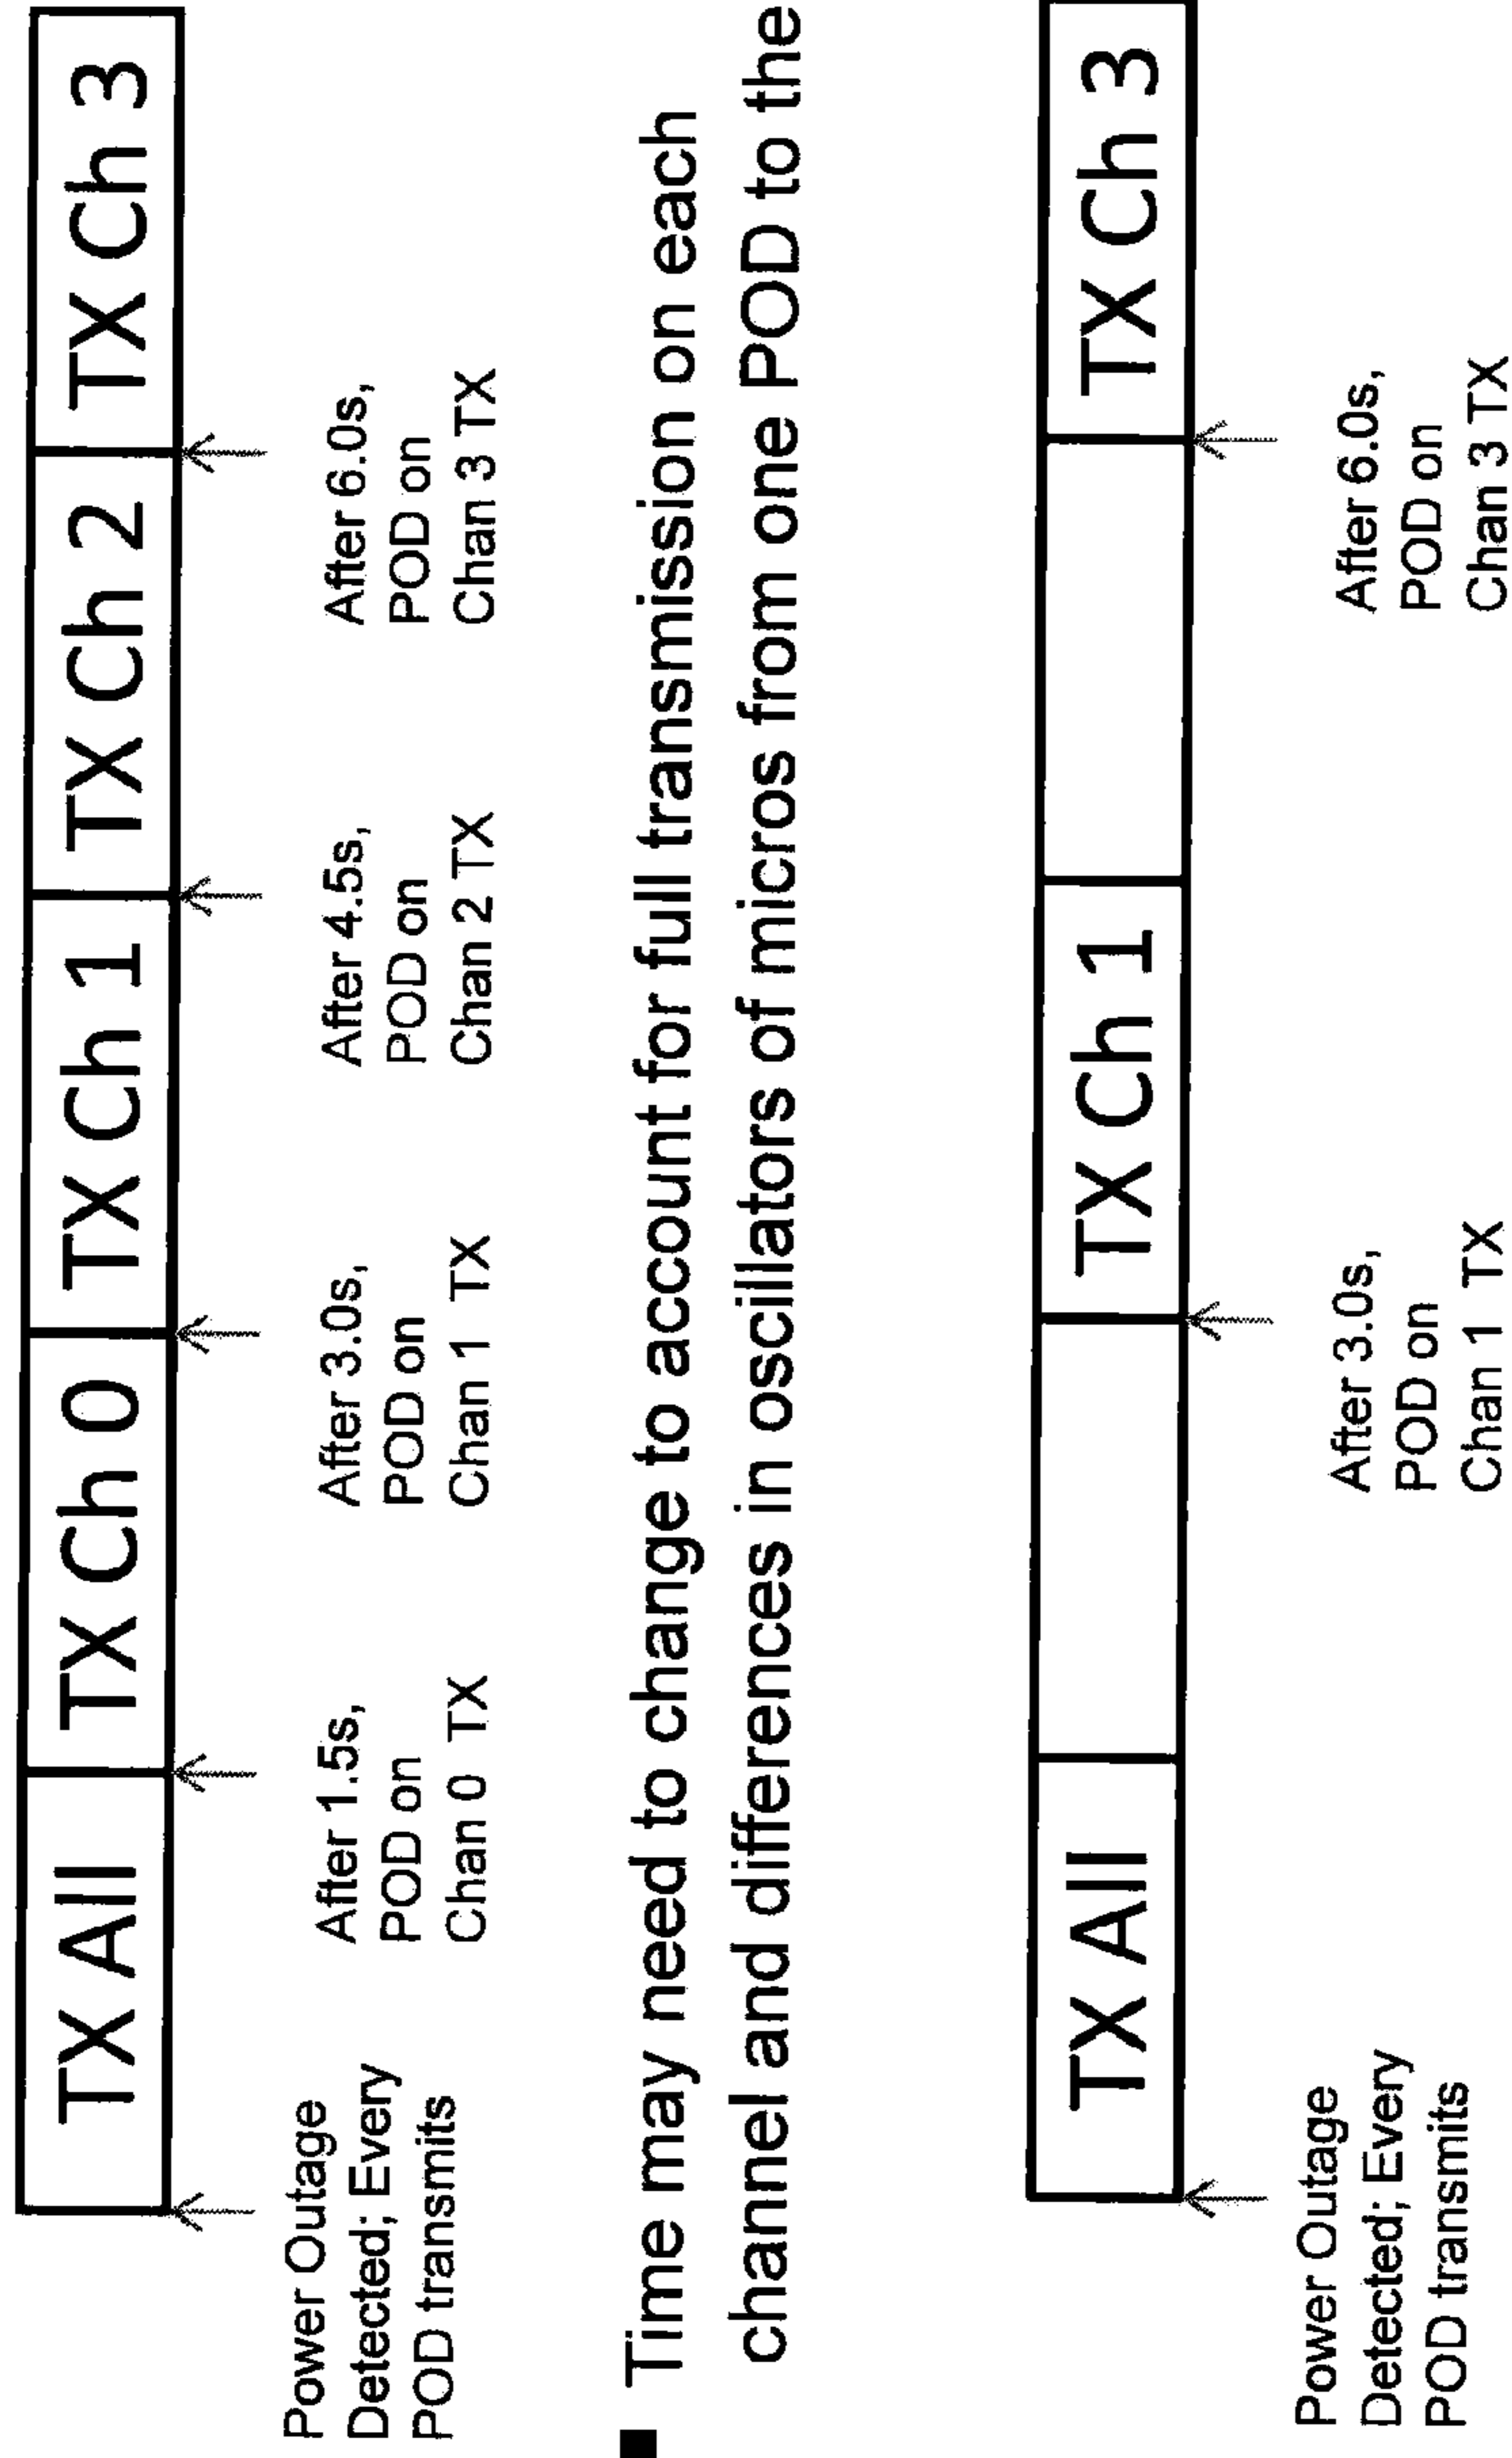 TX All
TX Ch 0
TX Ch 1
TX Ch 2
TX Ch 3
Power Outage
Detected; Every
POD transmits
After 1.5s,
POD on
Chan 0 TX
After 3.0s,
POD on
Chan 1 TX
After 4.5s,
POD on
Chan 2 TX
After 6.0s,
POD on
Chan 3 TX
■ Time may need to change to account for full transmission on each
channel and differences in oscillators of micros from one POD to the
TX All
TX Ch 1
TX Ch 3
Power Outage
Detected; Every
POD transmits
After 3.0s,
POD on
Chan 1 TX
After 6.0s,
POD on
Chan 3 TX